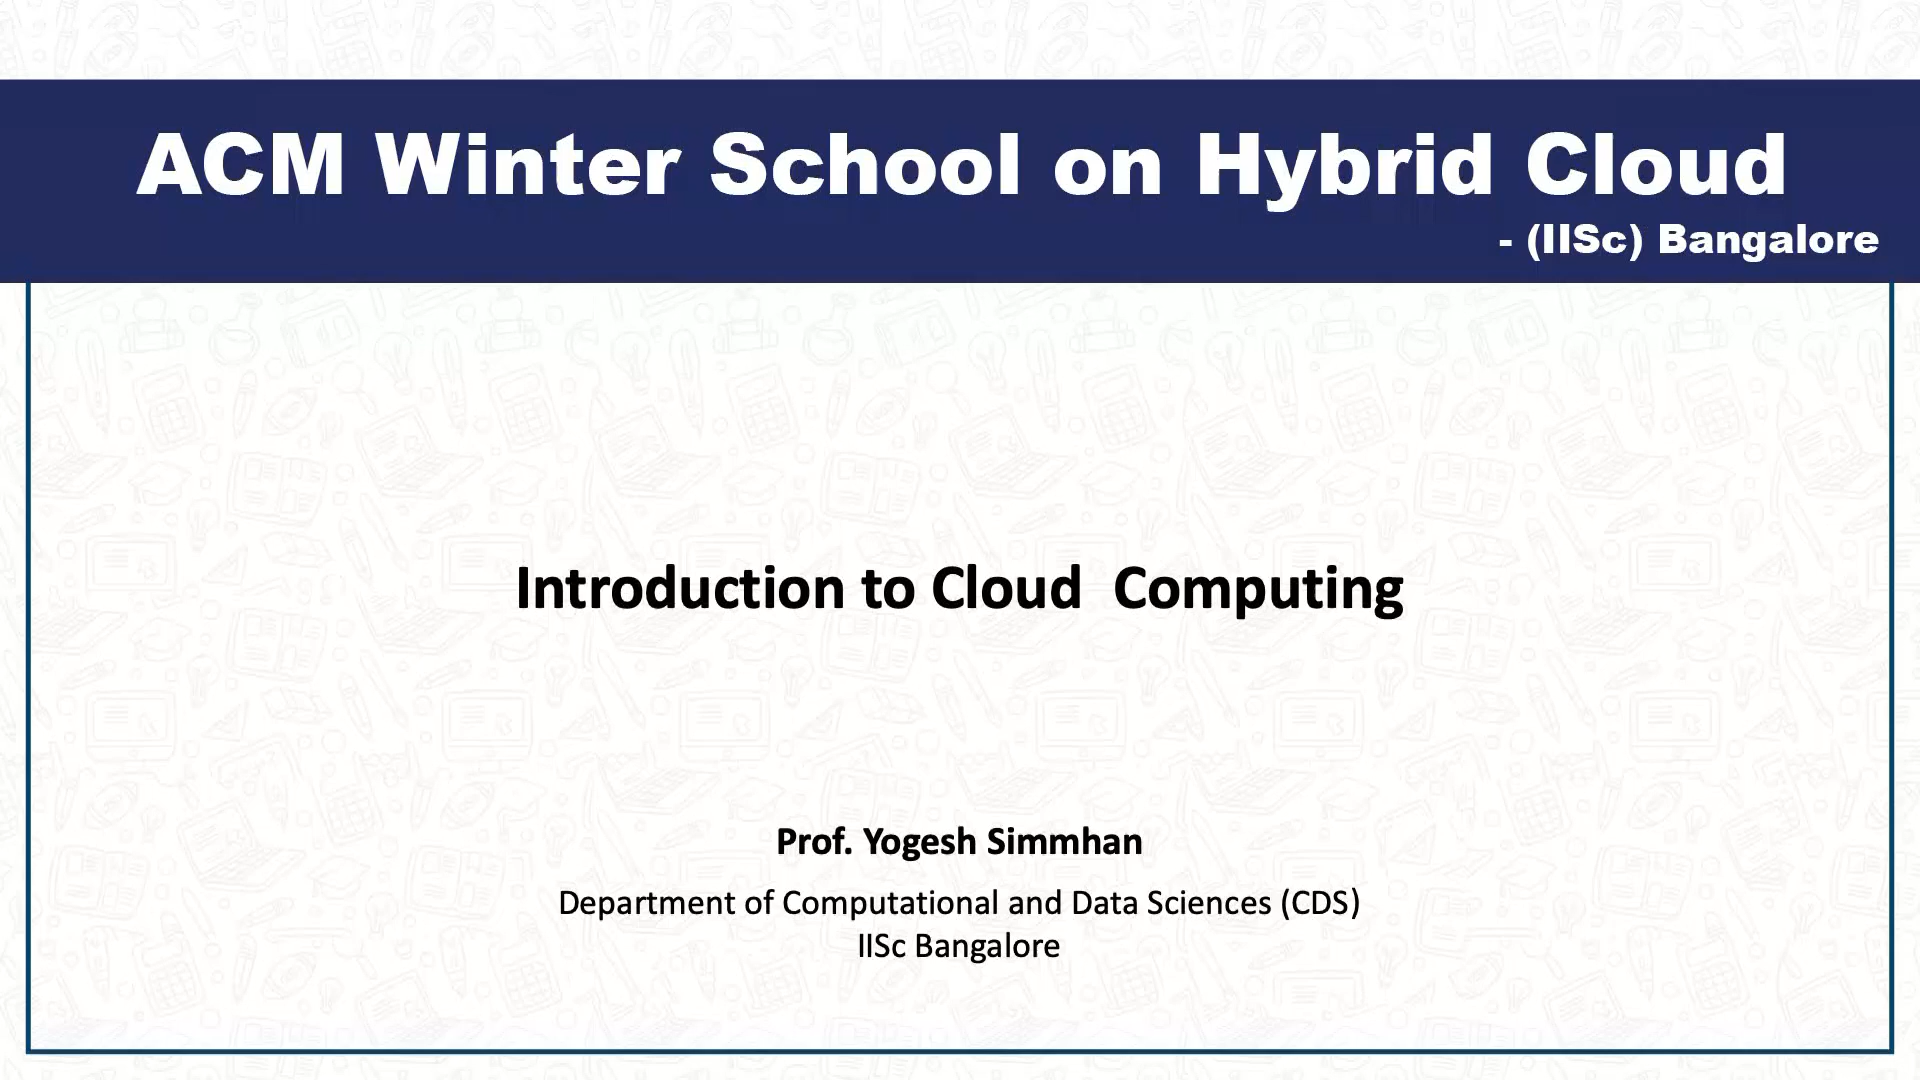 ACM Winter School on Hybrid Cloud
- (IISc) Bangalore
Introduction to Cloud  Computing
Prof. Yogesh Simmhan
Department of Computational and Data Sciences (CDS)
IISc Bangalore